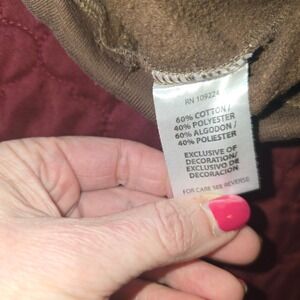 RN 109224
60% COTTON/
40% POLYESTER
60% ALGODON/
40% POLIESTER
EXCLUSIVE OF
DECORATION/
EXCLUSIVO DE
DECORACION
FOR CARE SEE REVERSE